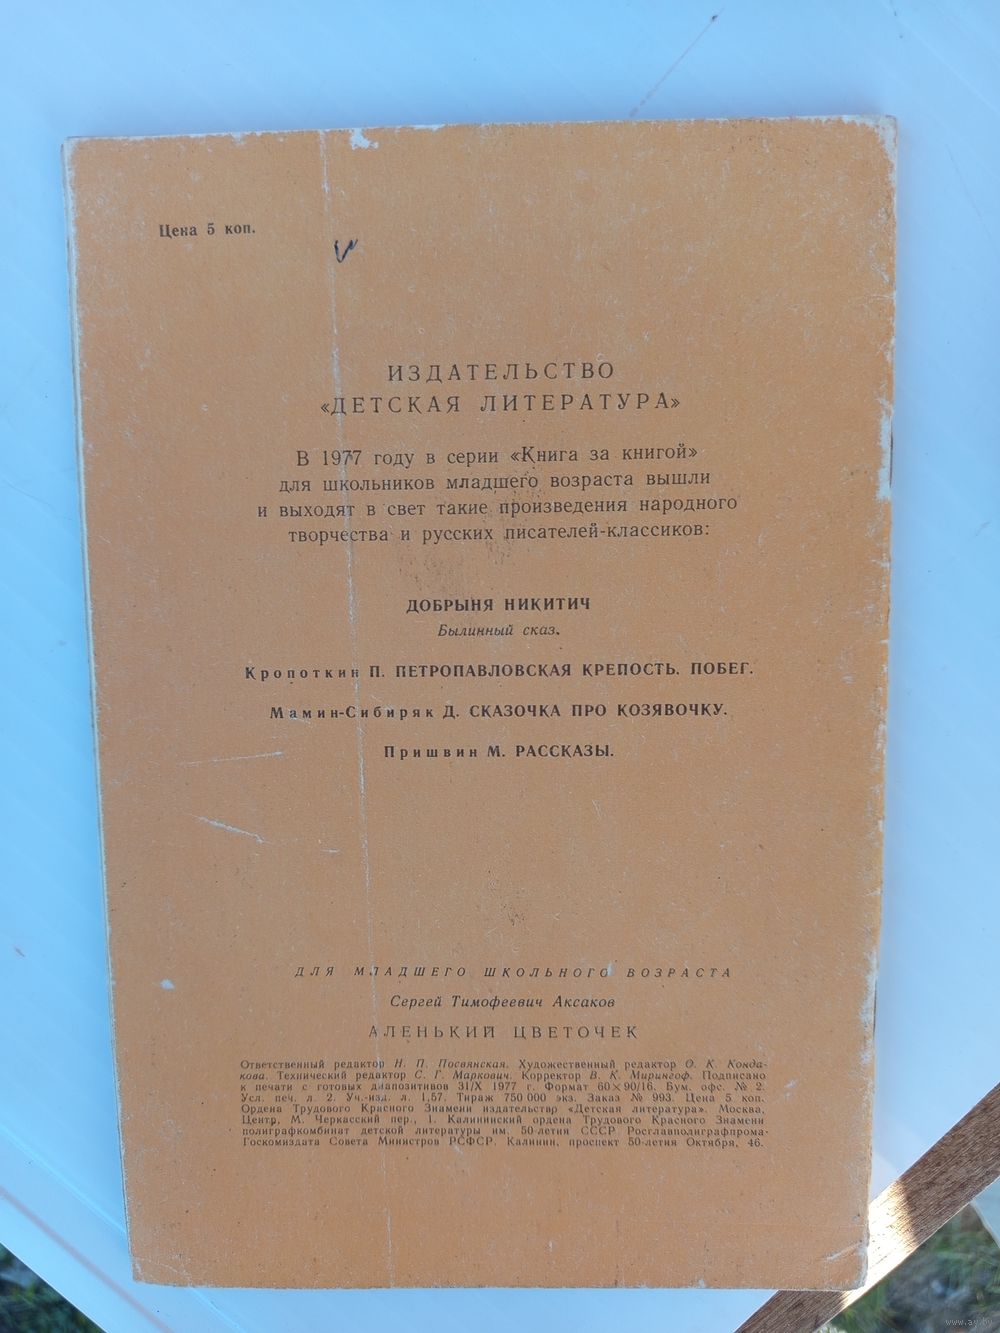 Цена 5 коп.
ИЗДАТЕЛЬСТВО
«ДЕТСКАЯ ЛИТЕРАТУРА»
В 1977 году в серии «Книга за книгой»
для школьников младшего возраста вышли
и выходят в свет такие произведения народного
творчества и русских писателей-классиков:
ДОБРЫНЯ НИКИТИЧ
Былинный сказ.
Кропоткин П. ПЕТРОПАВЛОВСКАЯ КРЕПОСТЬ. ПОБЕГ.
Мамин-Сибиряк Д. СКАЗОЧКА ПРО КОЗЯВОЧКУ.
Пришвин М. РАССКАЗЫ.
ДЛЯ МЛАДШЕГО ШКОЛЬНОГО ВОЗРАСТА
Сергей Тимофеевич Аксаков
АЛЕНЬКИЙ ЦВЕТОЧЕК
Ответственный редактор Н. П. Посвянская. Художественный редактор О. К. Конда-
кова. Технический редактор С. Г. Маркович. Корректор В. К. Мирингоф. Подписано
к печати с готовых диапозитивов 31/X 1977 г. Формат 60×90/16. Бум. офс. № 2.
Усл. печ. л. 2. Уч.-изд. л. 1,57. Тираж 750 000 экз. Заказ № 993. Цена 5 коп.
Ордена Трудового Красного Знамени издательство «Детская литература». Москва,
Центр, М. Черкасский пер., 1. Калининский ордена Трудового Красного Знамени
полиграфкомбинат детской литературы им. 50-летия СССР Росглавполиграфпрома
Госкомиздата Совета Министров РСФСР. Калинин, проспект 50-летия Октября, 46.
www.ay.by